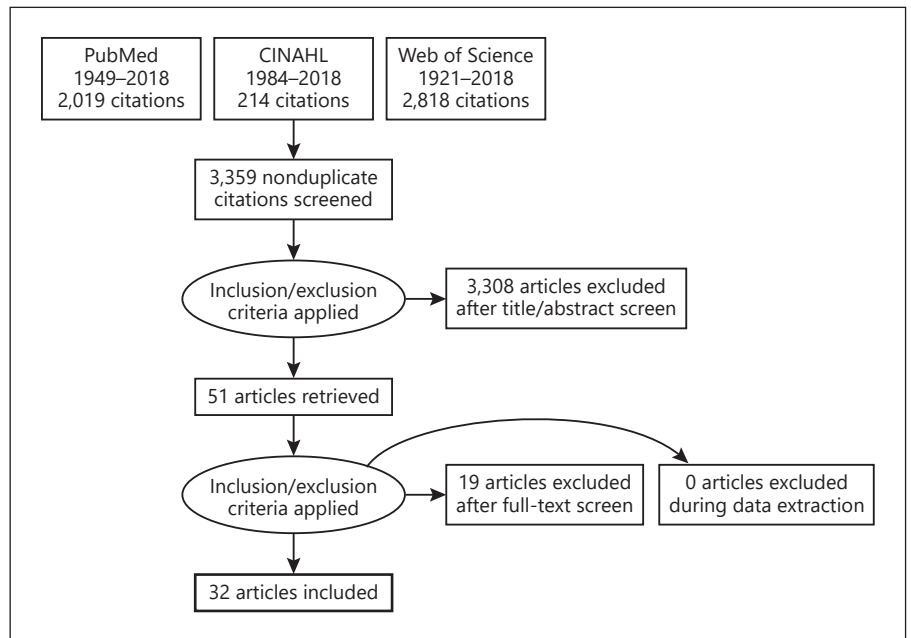 PubMed
1949–2018
2,019 citations
CINAHL
1984–2018
214 citations
Web of Science
1921–2018
2,818 citations
3,359 nonduplicate
citations screened
Inclusion/exclusion
criteria applied
3,308 articles excluded
after title/abstract screen
51 articles retrieved
Inclusion/exclusion
criteria applied
19 articles excluded
after full-text screen
0 articles excluded
during data extraction
32 articles included